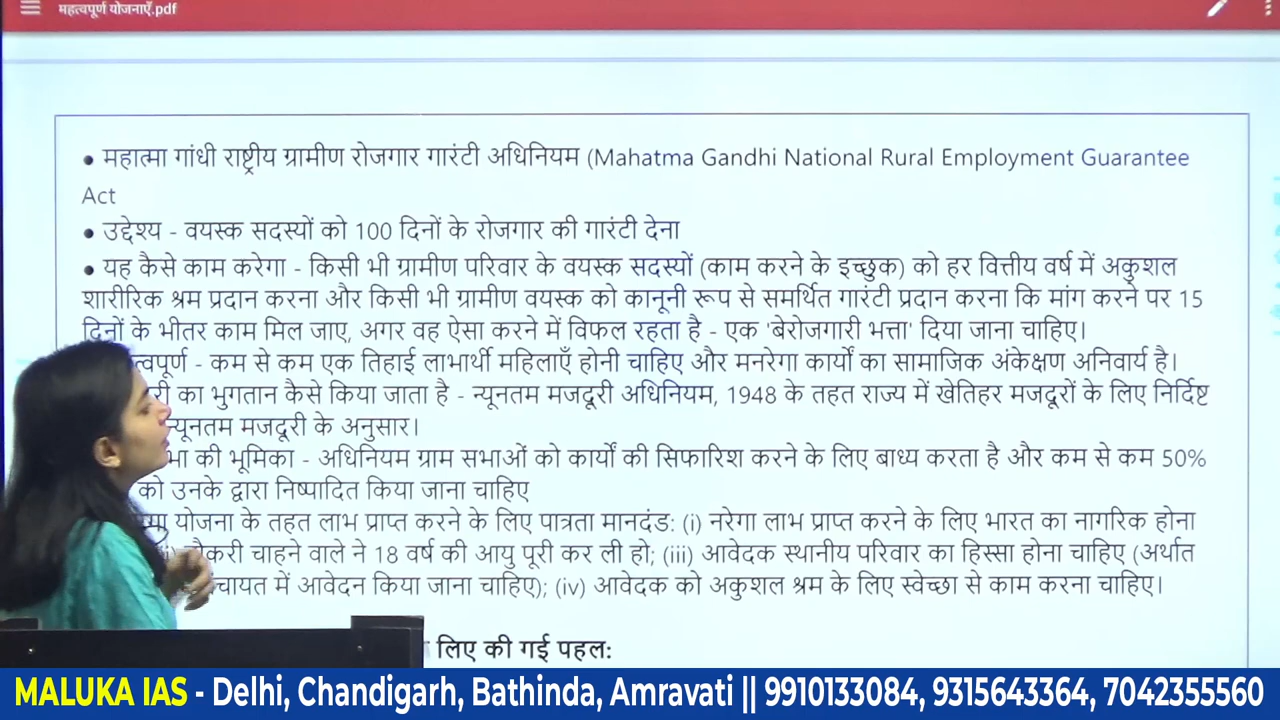 महत्वपूर्ण योजनाएँ.pdf
● महात्मा गांधी राष्ट्रीय ग्रामीण रोजगार गारंटी अधिनियम (Mahatma Gandhi National Rural Employment Guarantee
Act
● उद्देश्य - वयस्क सदस्यों को 100 दिनों के रोजगार की गारंटी देना
● यह कैसे काम करेगा - किसी भी ग्रामीण परिवार के वयस्क सदस्यों (काम करने के इच्छुक) को हर वित्तीय वर्ष में अकुशल
शारीरिक श्रम प्रदान करना और किसी भी ग्रामीण वयस्क को कानूनी रूप से समर्थित गारंटी प्रदान करना कि मांग करने पर 15
दिनों के भीतर काम मिल जाए, अगर वह ऐसा करने में विफल रहता है - एक 'बेरोजगारी भत्ता' दिया जाना चाहिए।
- कम से कम एक तिहाई लाभार्थी महिलाएँ होनी चाहिए और मनरेगा कार्यों का सामाजिक अंकेक्षण अनिवार्य है।
का भुगतान कैसे किया जाता है - न्यूनतम मजदूरी अधिनियम, 1948 के तहत राज्य में खेतिहर मजदूरों के लिए निर्दिष्ट
न्यूनतम मजदूरी के अनुसार।
की भूमिका - अधिनियम ग्राम सभाओं को कार्यों की सिफारिश करने के लिए बाध्य करता है और कम से कम 50%
को उनके द्वारा निष्पादित किया जाना चाहिए
योजना के तहत लाभ प्राप्त करने के लिए पात्रता मानदंड: (i) नरेगा लाभ प्राप्त करने के लिए भारत का नागरिक होना
चाहने वाले ने 18 वर्ष की आयु पूरी कर ली हो; (iii) आवेदक स्थानीय परिवार का हिस्सा होना चाहिए (अर्थात
में आवेदन किया जाना चाहिए); (iv) आवेदक को अकुशल श्रम के लिए स्वेच्छा से काम करना चाहिए।
लिए की गई पहल:
MALUKA IAS - Delhi, Chandigarh, Bathinda, Amravati || 9910133084, 9315643364, 7042355560